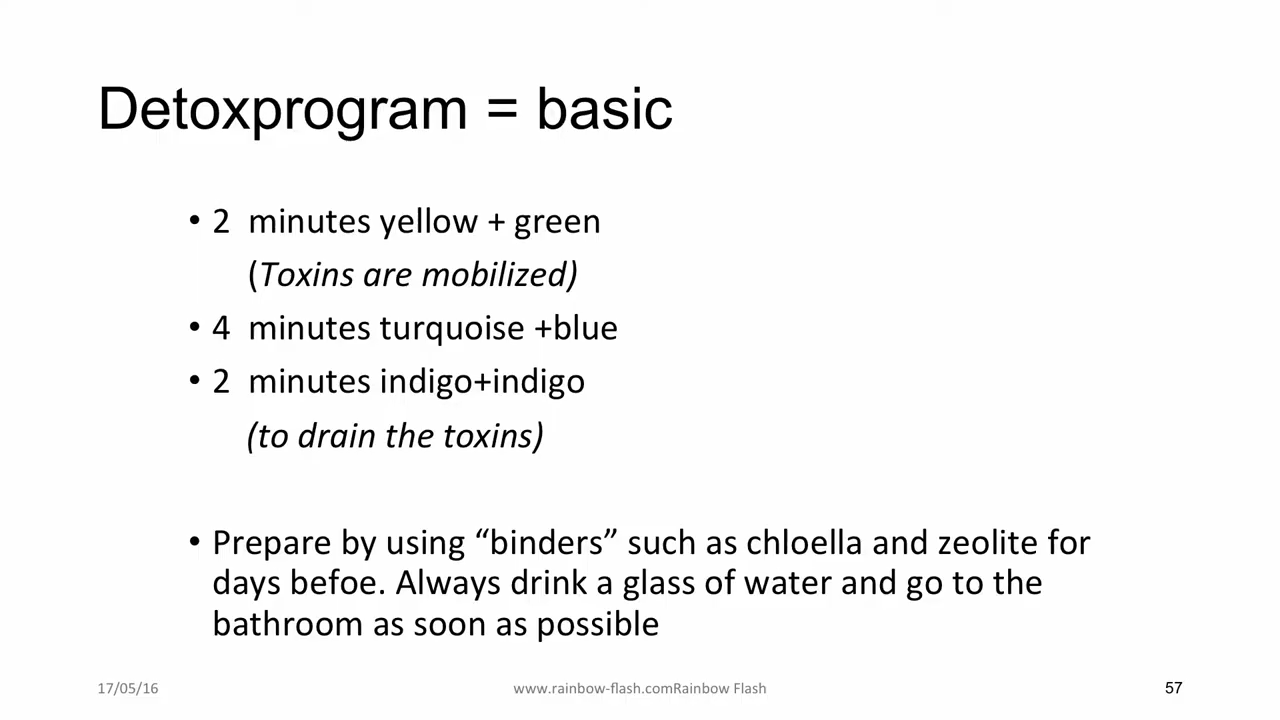 Detoxprogram = basic
• 2 minutes yellow + green
(Toxins are mobilized)
• 4 minutes turquoise +blue
• 2 minutes indigo+indigo
(to drain the toxins)
• Prepare by using “binders” such as chloella and zeolite for
days befoe. Always drink a glass of water and go to the
bathroom as soon as possible
17/05/16 www.rainbow-flash.comRainbow Flash 57